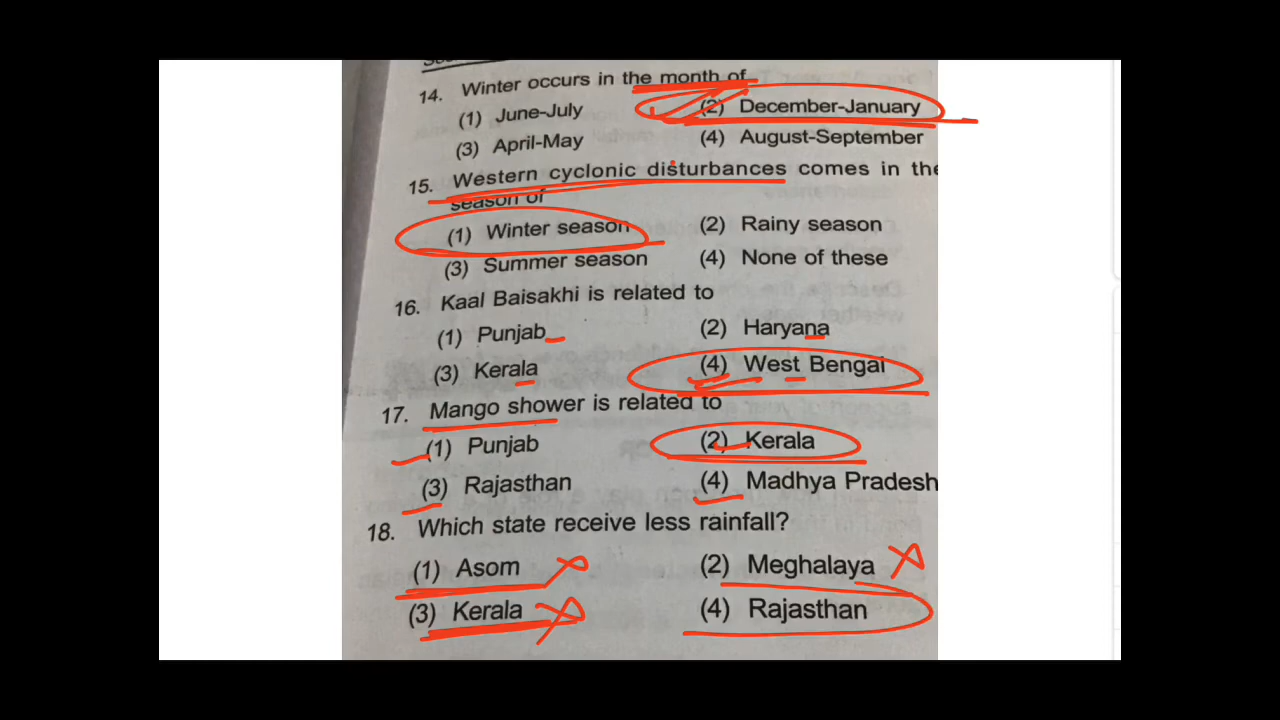 14. Winter occurs in the month of
(1) June-July (2) December-January
(3) April-May (4) August-September
15. Western cyclonic disturbances comes in the
season of
(1) Winter season (2) Rainy season
(3) Summer season (4) None of these
16. Kaal Baisakhi is related to
(1) Punjab (2) Haryana
(3) Kerala (4) West Bengal
17. Mango shower is related to
(1) Punjab (2) Kerala
(3) Rajasthan (4) Madhya Pradesh
18. Which state receive less rainfall?
(1) Asom (2) Meghalaya
(3) Kerala (4) Rajasthan